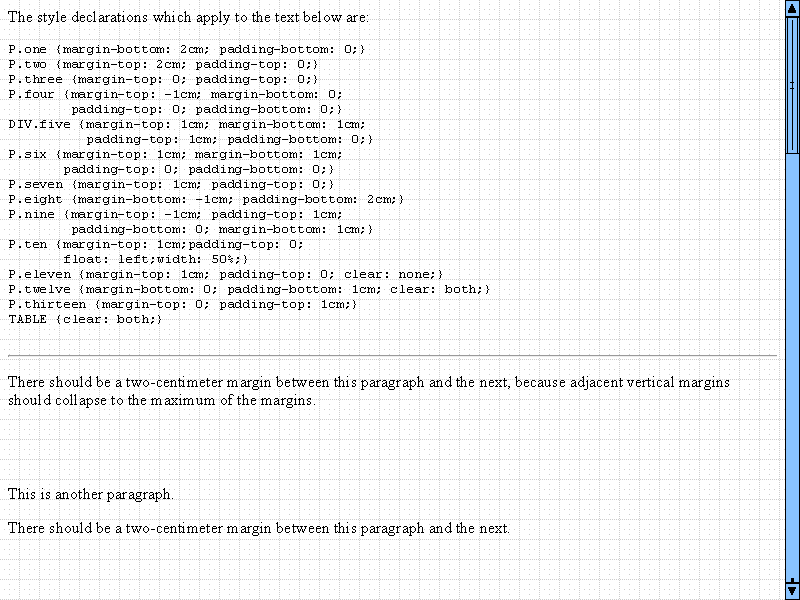 The style declarations which apply to the text below are:
P.one {margin-bottom: 2cm; padding-bottom: 0;}
P.two {margin-top: 2cm; padding-top: 0;}
P.three {margin-top: 0; padding-top: 0;}
P.four {margin-top: -1cm; margin-bottom: 0;
        padding-top: 0; padding-bottom: 0;}
DIV.five {margin-top: 1cm; margin-bottom: 1cm;
          padding-top: 1cm; padding-bottom: 0;}
P.six {margin-top: 1cm; margin-bottom: 1cm;
       padding-top: 0; padding-bottom: 0;}
P.seven {margin-top: 1cm; padding-top: 0;}
P.eight {margin-bottom: -1cm; padding-bottom: 2cm;}
P.nine {margin-top: -1cm; padding-top: 1cm;
        padding-bottom: 0; margin-bottom: 1cm;}
P.ten {margin-top: 1cm;padding-top: 0;
       float: left;width: 50%;}
P.eleven {margin-top: 1cm; padding-top: 0; clear: none;}
P.twelve {margin-bottom: 0; padding-bottom: 1cm; clear: both;}
P.thirteen {margin-top: 0; padding-top: 1cm;}
TABLE {clear: both;}
There should be a two-centimeter margin between this paragraph and the next, because adjacent vertical margins
should collapse to the maximum of the margins.
This is another paragraph.
There should be a two-centimeter margin between this paragraph and the next.